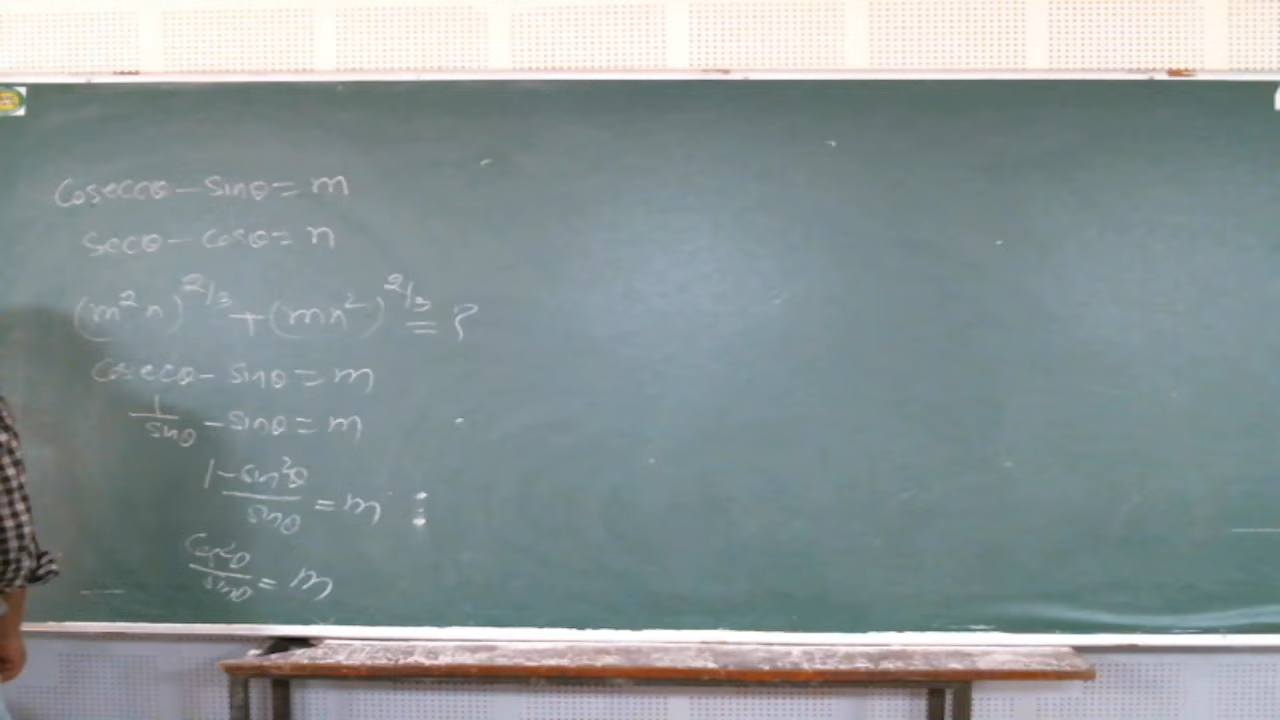 Cosecθ - sinθ = m
secθ - cosθ = n
(m²n)^2/3 + (mn²)^2/3 = ?
Cosecθ - sinθ = m
1/sinθ - sinθ = m
1 - sin²θ/sinθ = m
Cos²θ/sinθ = m